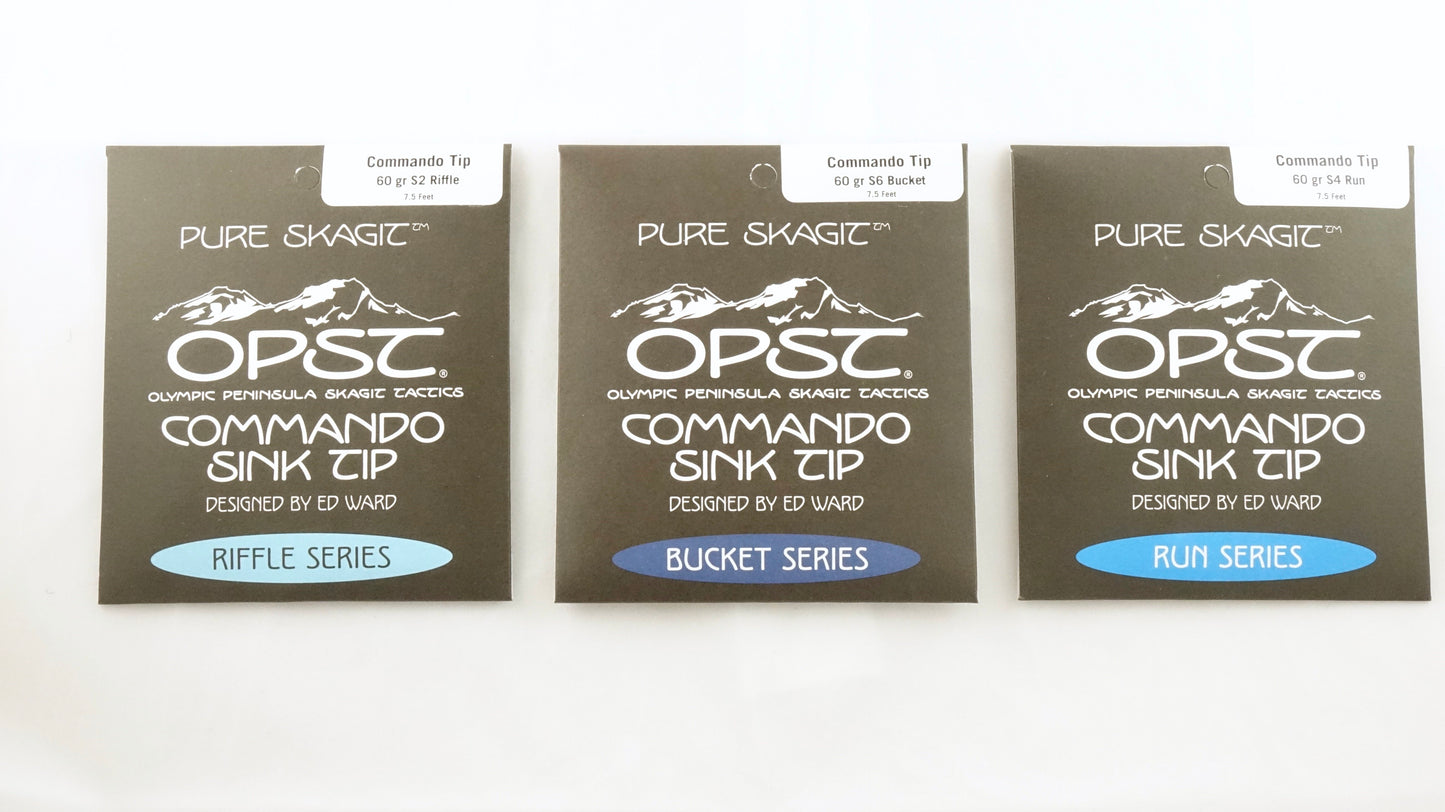 Commando Tip
60 gr S2 Riffle
7.5 Feet
PURE SKAGIT™
OPST®
OLYMPIC PENINSULA SKAGIT TACTICS
COMMANDO
SINK TIP
DESIGNED BY ED WARD
RIFFLE SERIES
Commando Tip
60 gr S6 Bucket
7.5 Feet
PURE SKAGIT™
OPST®
OLYMPIC PENINSULA SKAGIT TACTICS
COMMANDO
SINK TIP
DESIGNED BY ED WARD
BUCKET SERIES
Commando Tip
60 gr S4 Run
7.5 Feet
PURE SKAGIT™
OPST®
OLYMPIC PENINSULA SKAGIT TACTICS
COMMANDO
SINK TIP
DESIGNED BY ED WARD
RUN SERIES